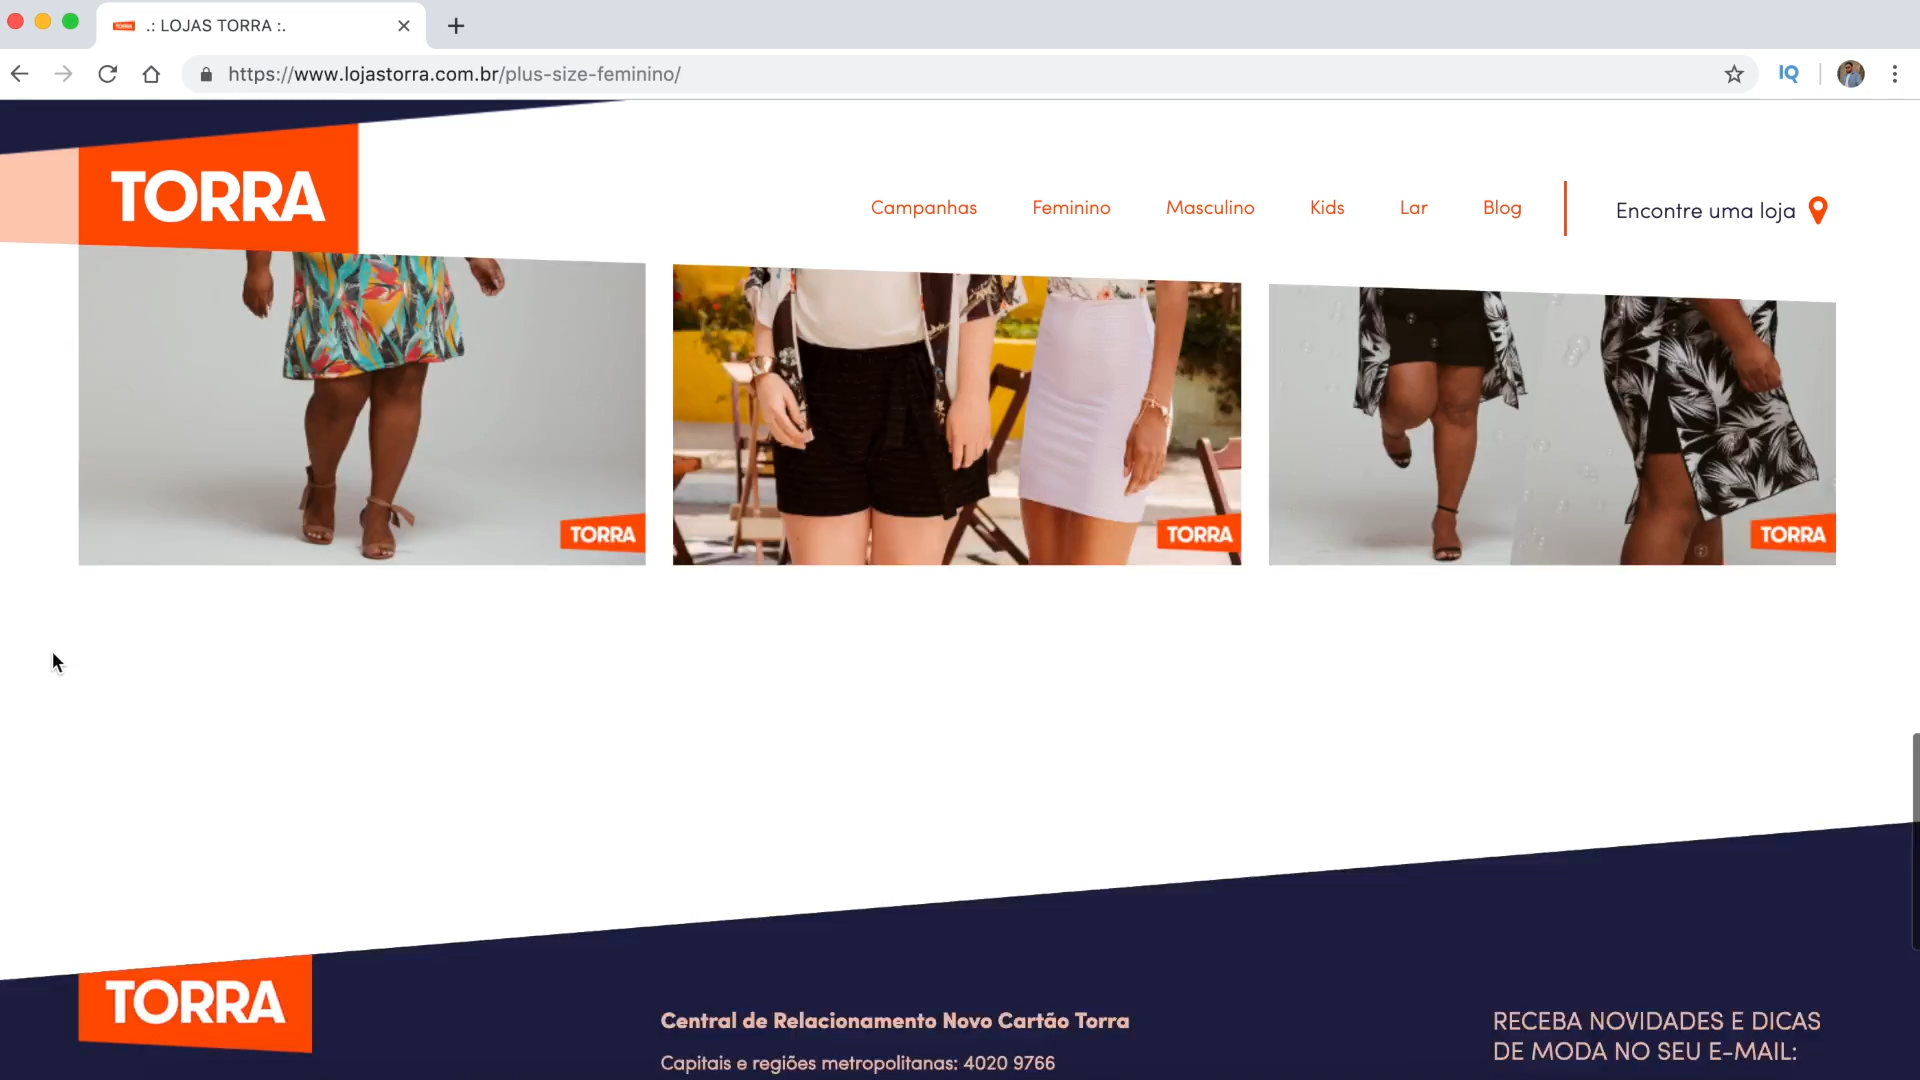 TORRA
.: LOJAS TORRA :.
https://www.lojastorra.com.br/plus-size-feminino/
IQ
TORRA
Campanhas
Feminino
Masculino
Kids
Lar
Blog
Encontre uma loja
TORRA
TORRA
TORRA
TORRA
Central de Relacionamento Novo Cartão Torra
Capitais e regiões metropolitanas: 4020 9766
RECEBA NOVIDADES E DICAS
DE MODA NO SEU E-MAIL: